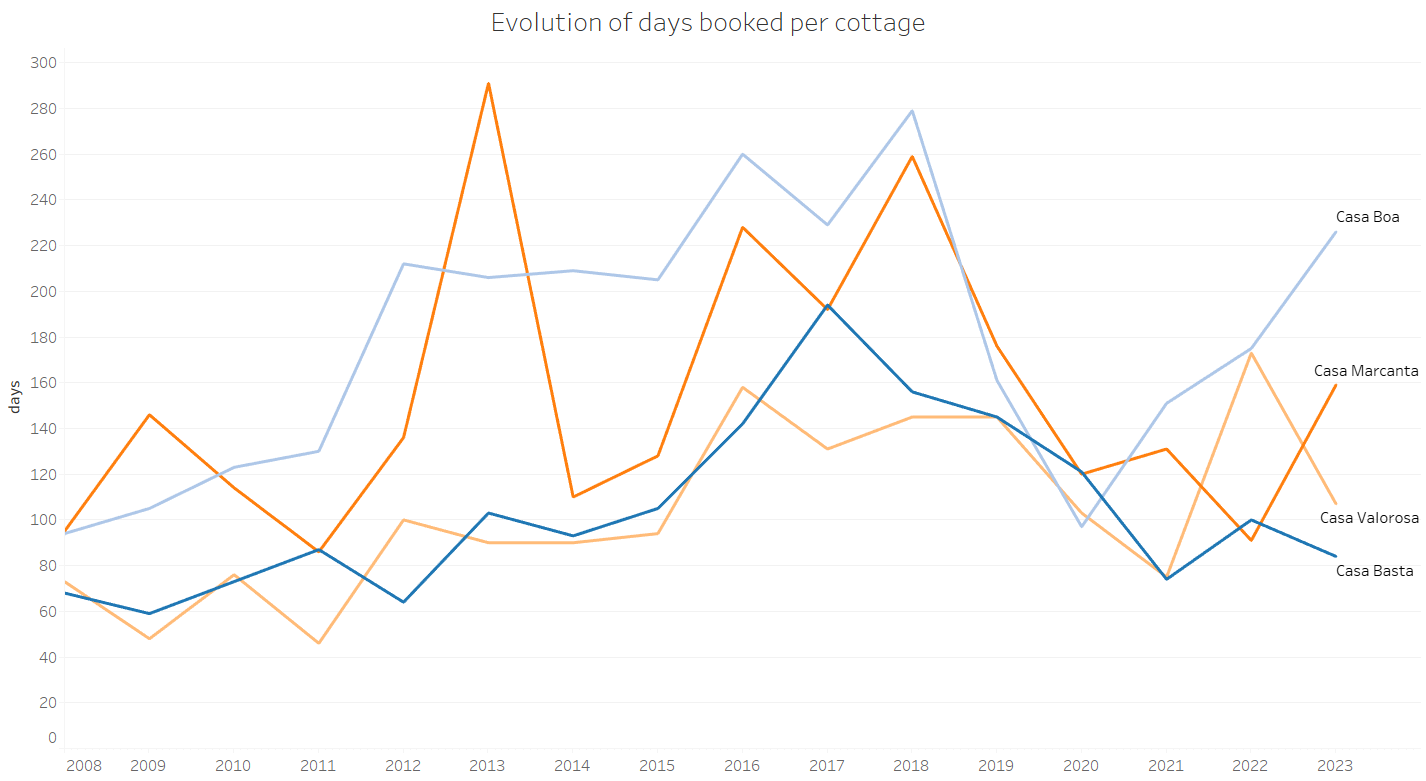 Evolution of days booked per cottage
300
280
260
240
220
200
180
160
140
120
100
80
60
40
20
0
days
Casa Boa
Casa Marcanta
Casa Valorosa
Casa Basta
2008 2009 2010 2011 2012 2013 2014 2015 2016 2017 2018 2019 2020 2021 2022 2023